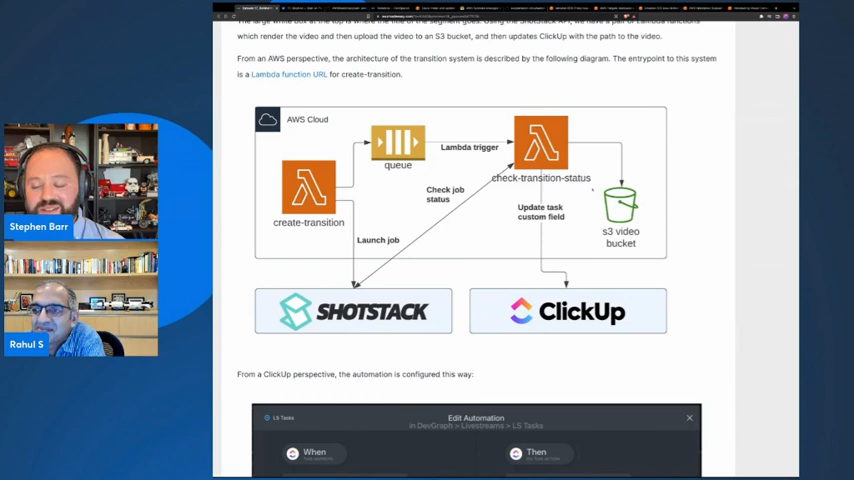 The large white box at the top is where the title of the segment goes. Using the Shotstack API, we have a pair of Lambda functions
which render the video and then upload the video to an S3 bucket, and then updates ClickUp with the path to the video.
From an AWS perspective, the architecture of the transition system is described by the following diagram. The entrypoint to this system
is a Lambda function URL for create-transition.
AWS Cloud
queue
Lambda trigger
check-transition-status
Check job
status
create-transition
Update task
custom field
s3 video
bucket
Launch job
SHOTSTACK
ClickUp
From a ClickUp perspective, the automation is configured this way:
LS Tasks
Edit Automation
in DevGraph > Livestreams > LS Tasks
When
Then
Stephen Barr
Rahul S